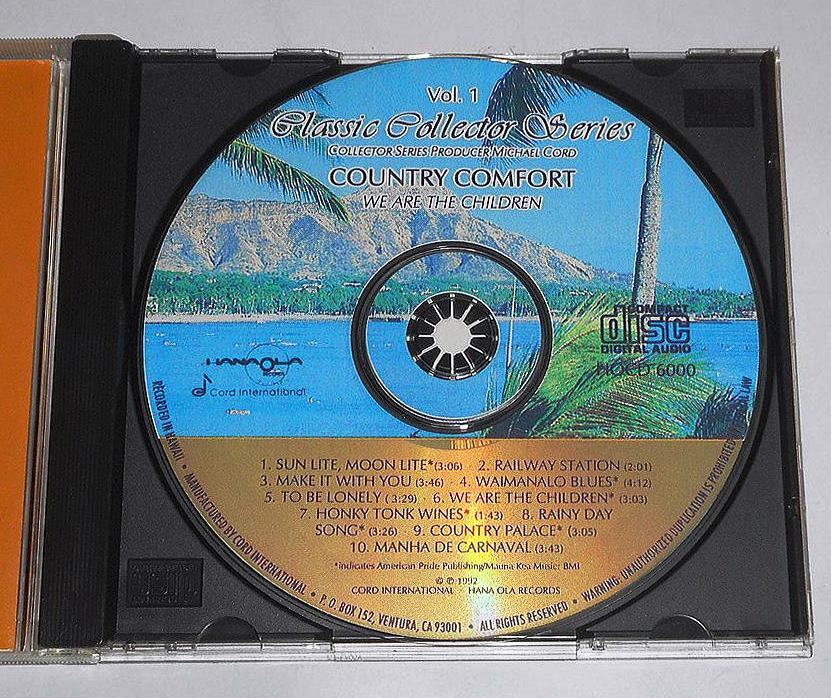 Vol. 1
Classic Collector Series
COLLECTOR SERIES PRODUCER MICHAEL CORD
COUNTRY COMFORT
WE ARE THE CHILDREN
COMPACT
disc
DIGITAL AUDIO
HOCD 6000
HANA OLA
RECORDS
Cord International
1. SUN LITE, MOON LITE*(3:06) · 2. RAILWAY STATION (2:01)
3. MAKE IT WITH YOU (3:46) · 4. WAIMANALO BLUES* (4:12)
5. TO BE LONELY ( 3:29) · 6. WE ARE THE CHILDREN* (3:03)
7. HONKY TONK WINES* (1:43) · 8. RAINY DAY
SONG* (3:26) · 9. COUNTRY PALACE* (3:05)
10. MANHA DE CARNAVAL (3:43)
*indicates American Pride Publishing/Mauna Kea Music; BMI
© ℗ 1992
CORD INTERNATIONAL · HANA OLA RECORDS
RECORDED IN HAWAII • MANUFACTURED BY CORD INTERNATIONAL • P. O. BOX 152, VENTURA, CA 93001 • ALL RIGHTS RESERVED • WARNING: UNAUTHORIZED DUPLICATION IS PROHIBITED LAW